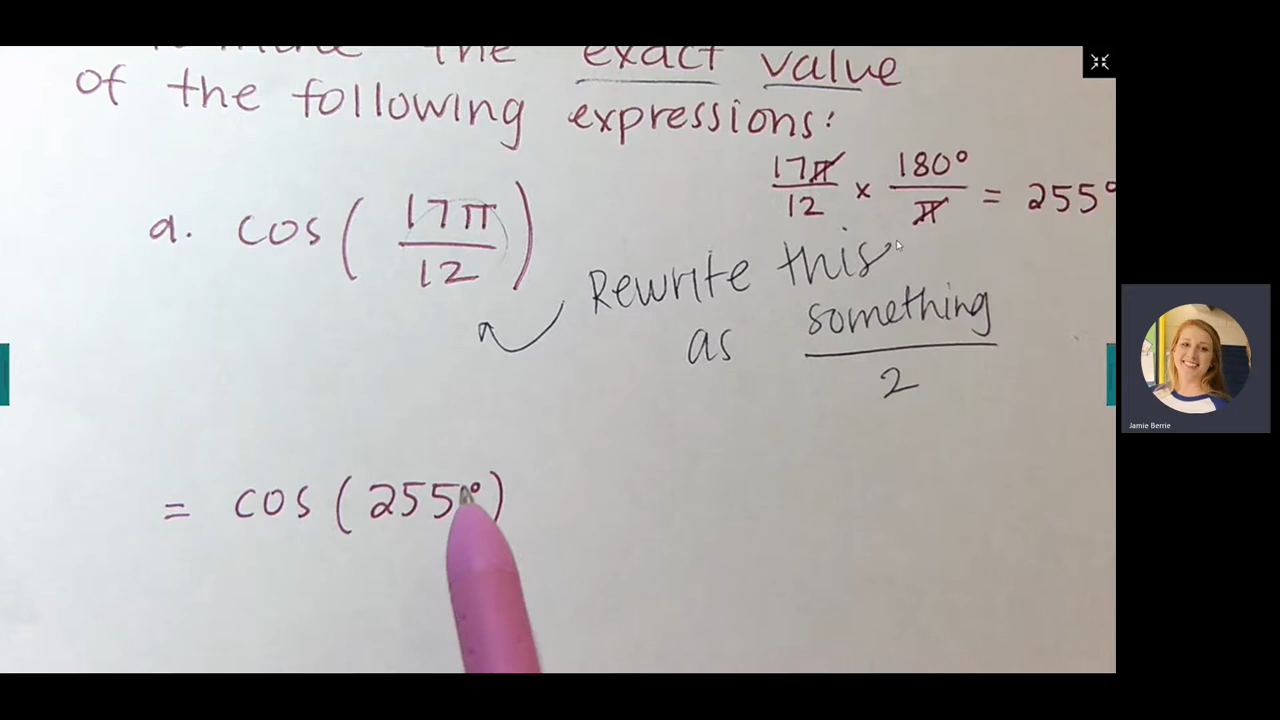 the exact value
of the following expressions:
a. cos(17π/12)
17π/12 × 180°/π = 255°
Rewrite this
as something/2
= cos(255°)
Jamie Berrie